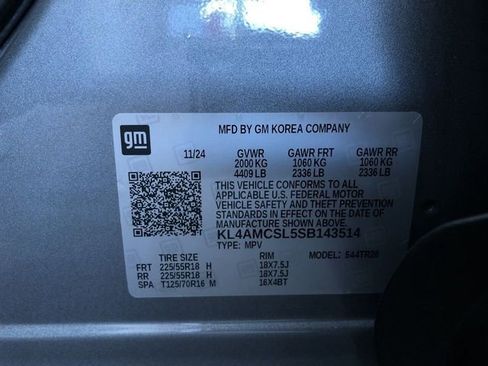 gm
MFD BY GM KOREA COMPANY
11/24 GVWR GAWR FRT GAWR RR
2000 KG 1060 KG 1060 KG
4409 LB 2336 LB 2336 LB
THIS VEHICLE CONFORMS TO ALL
APPLICABLE U.S. FEDERAL MOTOR
VEHICLE SAFETY AND THEFT PREVENTION
STANDARDS IN EFFECT ON THE DATE OF
MANUFACTURE SHOWN ABOVE.
KL4AMCSL5SB143514
TYPE: MPV
TIRE SIZE RIM MODEL: 544TR26
FRT 225/55R18 H 18X7.5J
RR 225/55R18 H 18X7.5J
SPA T125/70R16 M 16X4BT